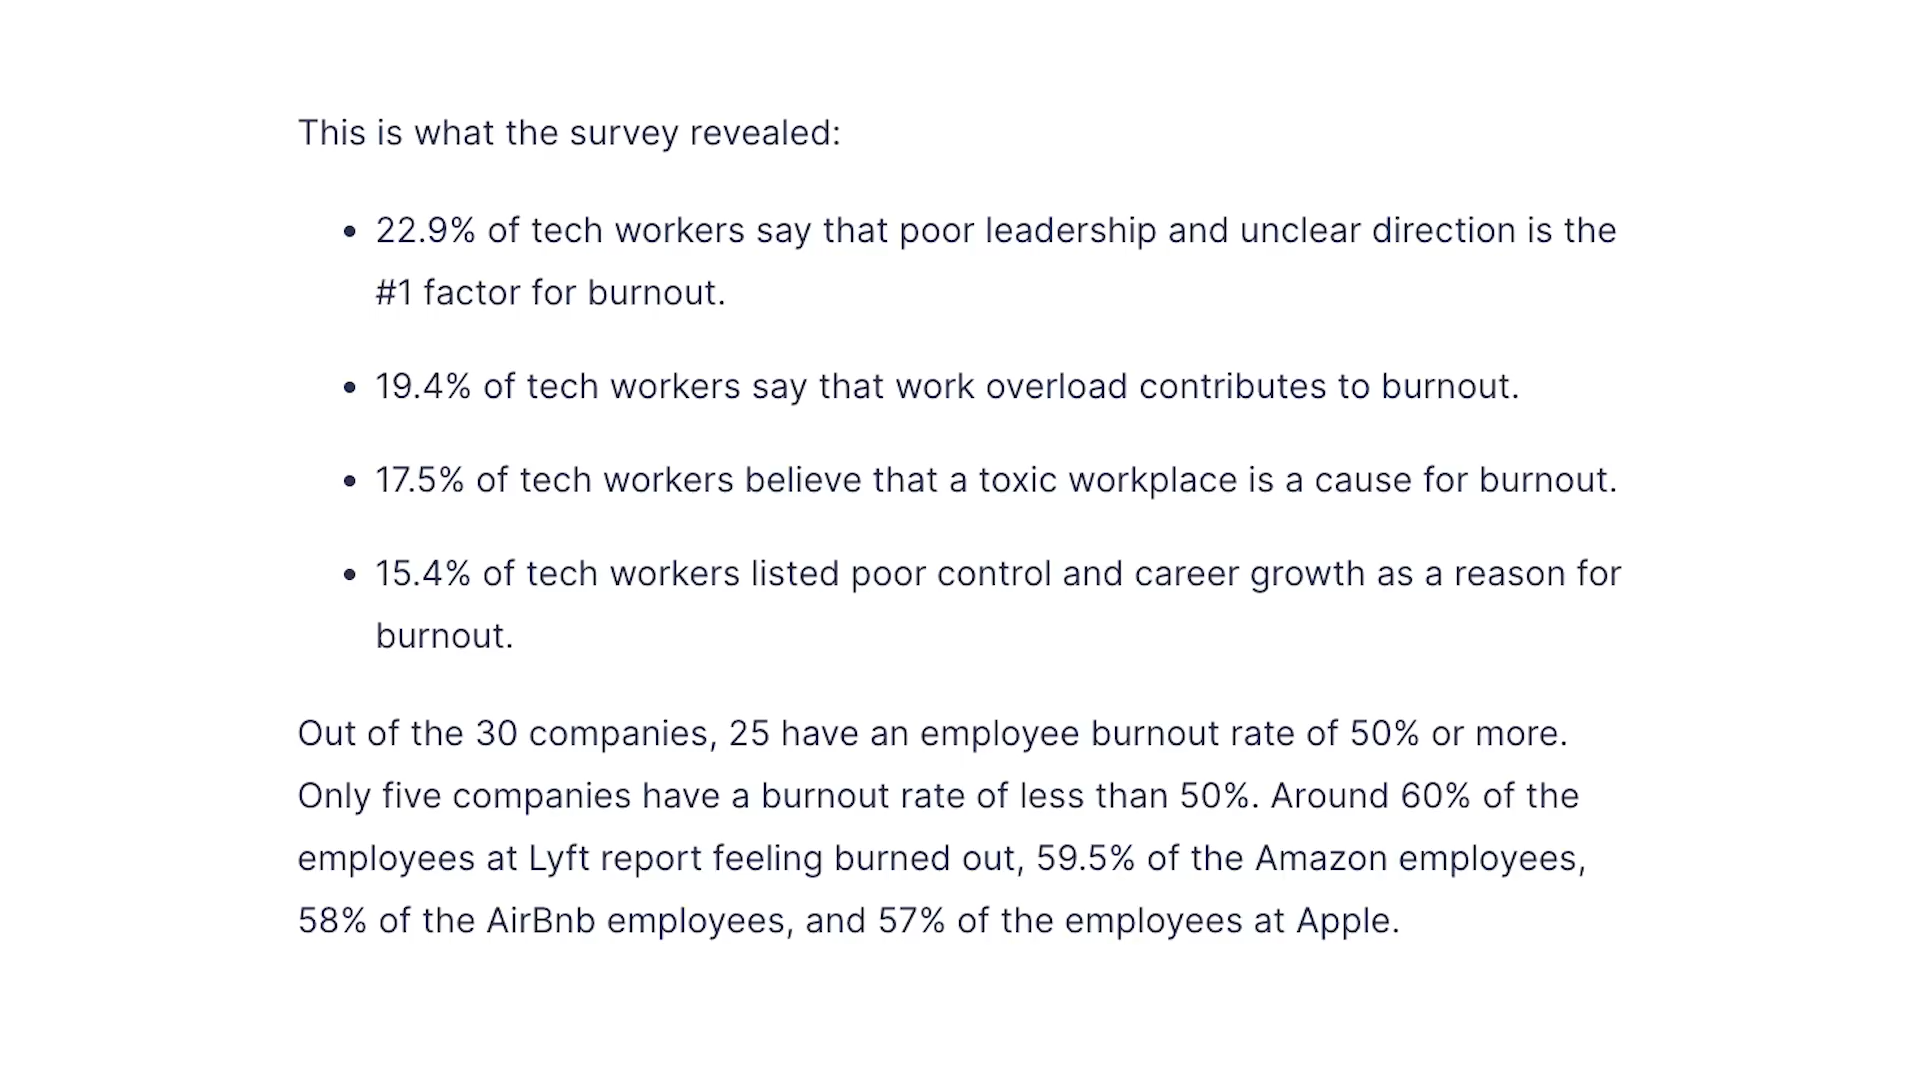 This is what the survey revealed:
• 22.9% of tech workers say that poor leadership and unclear direction is the
#1 factor for burnout.
• 19.4% of tech workers say that work overload contributes to burnout.
• 17.5% of tech workers believe that a toxic workplace is a cause for burnout.
• 15.4% of tech workers listed poor control and career growth as a reason for
burnout.
Out of the 30 companies, 25 have an employee burnout rate of 50% or more.
Only five companies have a burnout rate of less than 50%. Around 60% of the
employees at Lyft report feeling burned out, 59.5% of the Amazon employees,
58% of the AirBnb employees, and 57% of the employees at Apple.